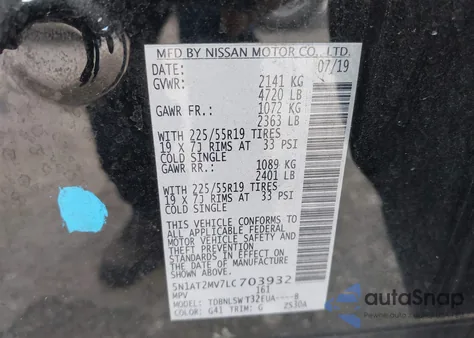 MFD BY NISSAN MOTOR CO., LTD.
DATE: 07/19
GVWR: 2141 KG
4720 LB
GAWR FR.: 1072 KG
2363 LB
WITH 225/55R19 TIRES
19 X 7J RIMS AT 33 PSI
COLD SINGLE
GAWR RR.: 1089 KG
2401 LB
WITH 225/55R19 TIRES
19 X 7J RIMS AT 33 PSI
COLD SINGLE
THIS VEHICLE CONFORMS TO
ALL APPLICABLE FEDERAL
MOTOR VEHICLE SAFETY AND
THEFT PREVENTION
STANDARDS IN EFFECT ON
THE DATE OF MANUFACTURE
SHOWN ABOVE.
5N1AT2MV7LC703932
MPV 161
MODEL:
COLOR: G41 TRIM: G
autoSnap